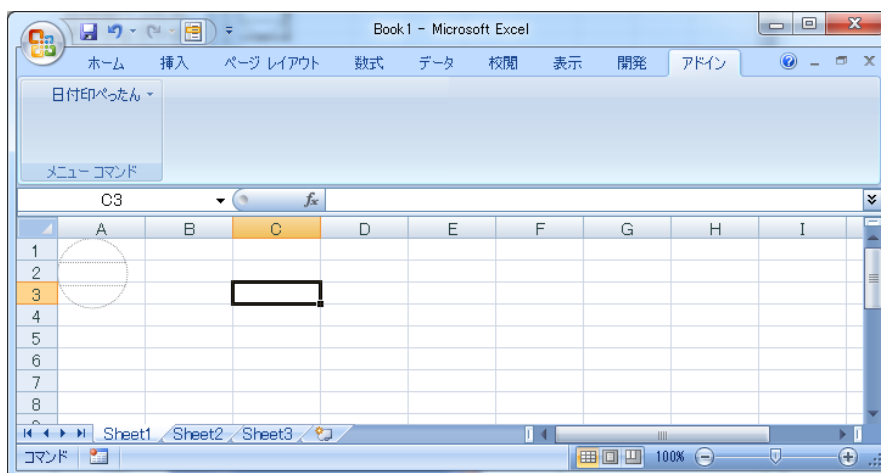 Book1 - Microsoft Excel
ホーム 挿入 ページ レイアウト 数式 データ 校閲 表示 開発 アドイン
日付印ぺったん
メニュー コマンド
C3 fx
A B C D E F G H I
1
2
3
4
5
6
7
8
Sheet1 Sheet2 Sheet3
コマンド 100%